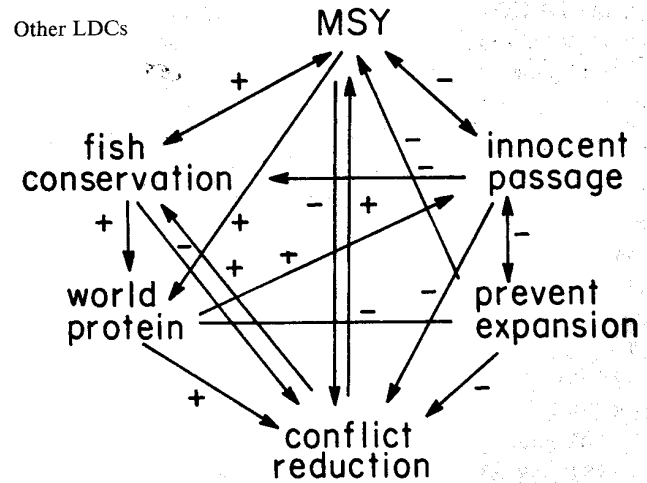 Other LDCs
MSY
+
-
fish
conservation
innocent
passage
-
-
+
-
+
-
+
-
+
+
-
world
protein
-
-
prevent
expansion
+
-
conflict
reduction